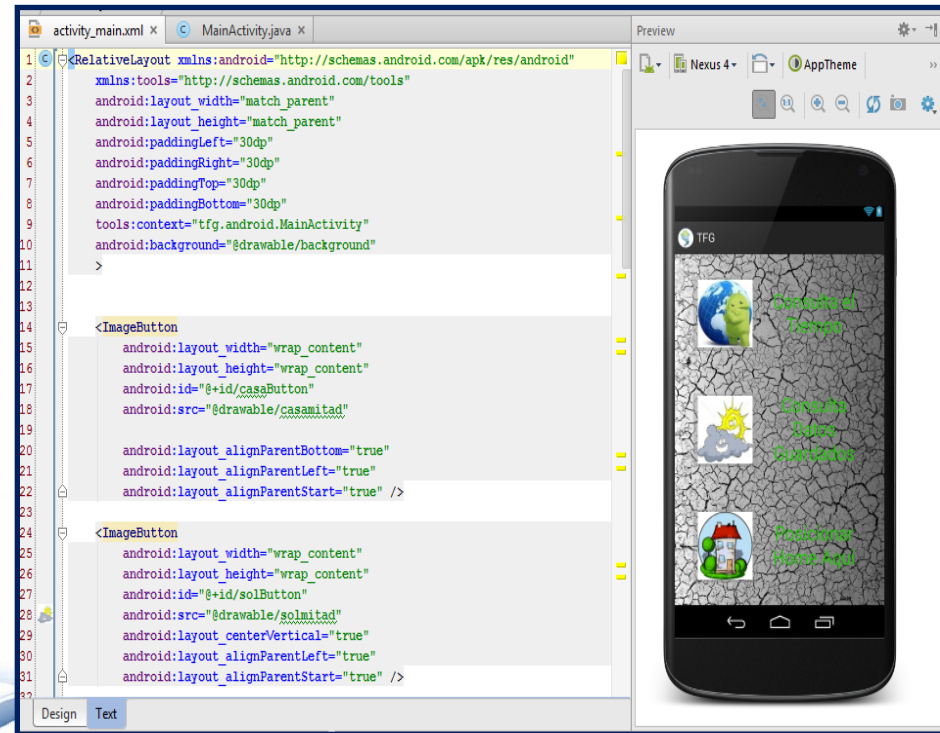 activity_main.xml × MainActivity.java ×
1 <RelativeLayout xmlns:android="http://schemas.android.com/apk/res/android"
2 xmlns:tools="http://schemas.android.com/tools"
3 android:layout_width="match_parent"
4 android:layout_height="match_parent"
5 android:paddingLeft="30dp"
6 android:paddingRight="30dp"
7 android:paddingTop="30dp"
8 android:paddingBottom="30dp"
9 tools:context="tfg.android.MainActivity"
10 android:background="@drawable/background"
11 >
12
13
14 <ImageButton
15 android:layout_width="wrap_content"
16 android:layout_height="wrap_content"
17 android:id="@+id/casaButton"
18 android:src="@drawable/casamitad"
19
20 android:layout_alignParentBottom="true"
21 android:layout_alignParentLeft="true"
22 android:layout_alignParentStart="true" />
23
24 <ImageButton
25 android:layout_width="wrap_content"
26 android:layout_height="wrap_content"
27 android:id="@+id/solButton"
28 android:src="@drawable/solmitad"
29 android:layout_centerVertical="true"
30 android:layout_alignParentLeft="true"
31 android:layout_alignParentStart="true" />
32
Design Text
Preview
Nexus 4 AppTheme
TFG
Consulta el
Tiempo
Consulta
Datos
Guardados
Posicionar
Home Aquí